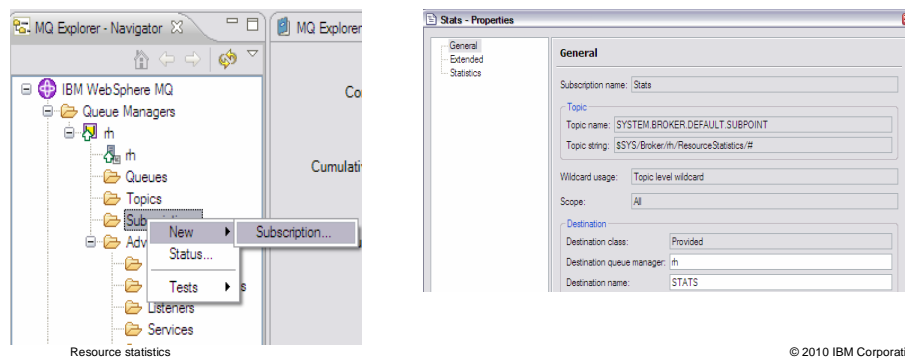 MQ Explorer - Navigator
IBM WebSphere MQ
Queue Managers
rh
rh
Queues
Topics
Sub
Adv
New
Status...
Tests
Subscription...
s
Listeners
Services
MQ Explorer
Co
Cumulati
Stats - Properties
General
Extended
Statistics
General
Subscription name: Stats
Topic
Topic name: SYSTEM.BROKER.DEFAULT.SUBPOINT
Topic string: $SYS/Broker/rh/ResourceStatistics/#
Wildcard usage: Topic level wildcard
Scope: All
Destination
Destination class: Provided
Destination queue manager: rh
Destination name: STATS
Resource statistics
© 2010 IBM Corporati